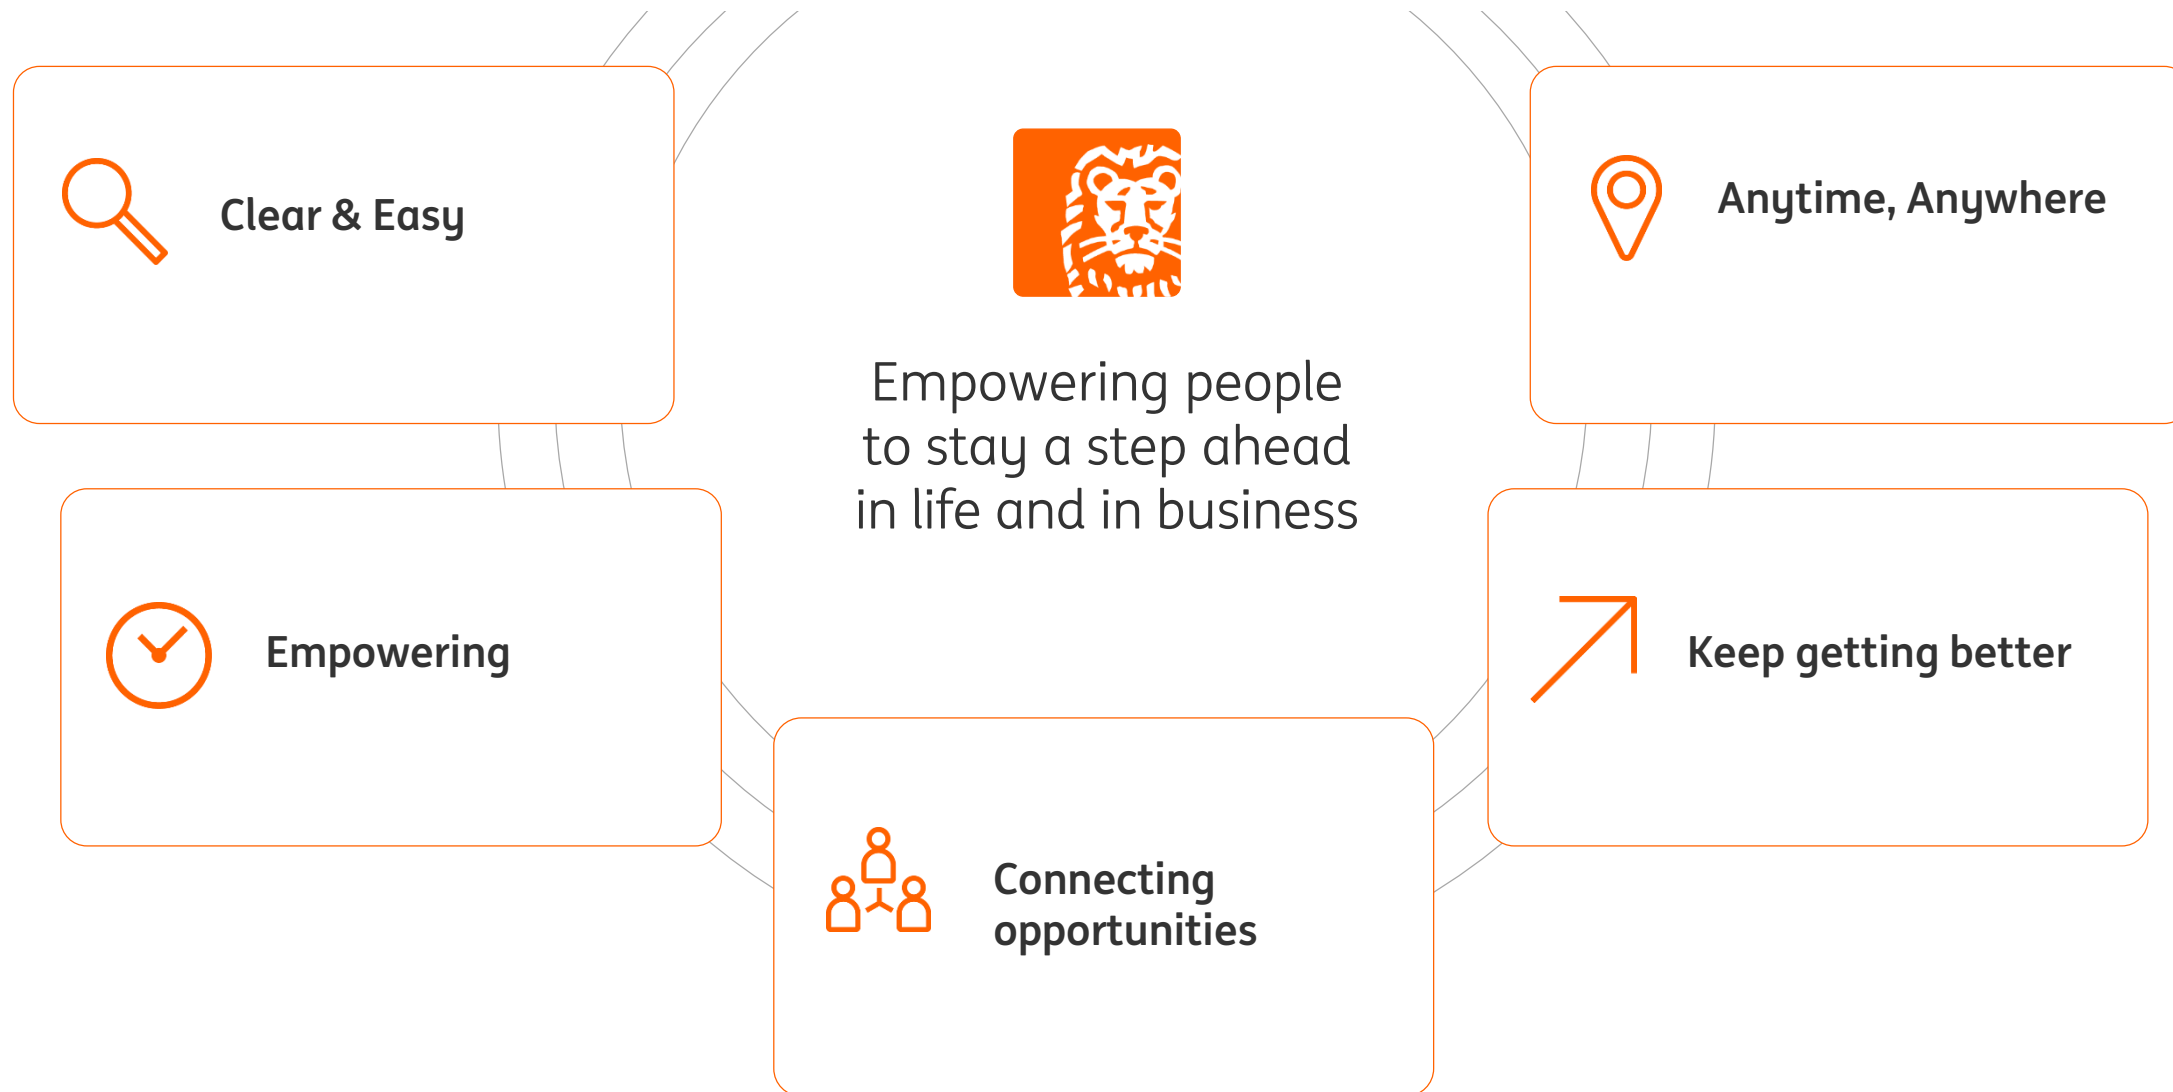 Clear & Easy
Anytime, Anywhere
Empowering people
to stay a step ahead
in life and in business
Empowering
Keep getting better
Connecting
opportunities